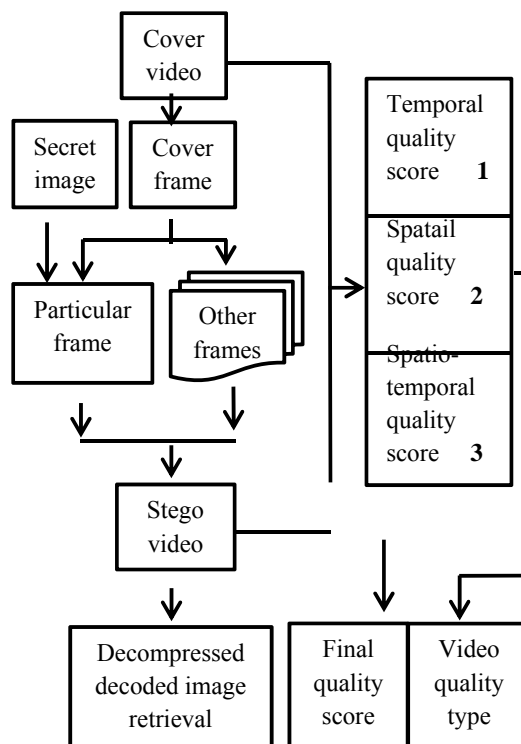 Cover
video
Secret
image
Cover
frame
Particular
frame
Other
frames
Stego
video
Decompressed
decoded image
retrieval
Temporal
quality
score 1
Spatail
quality
score 2
Spatio-
temporal
quality
score 3
Final
quality
score
Video
quality
type